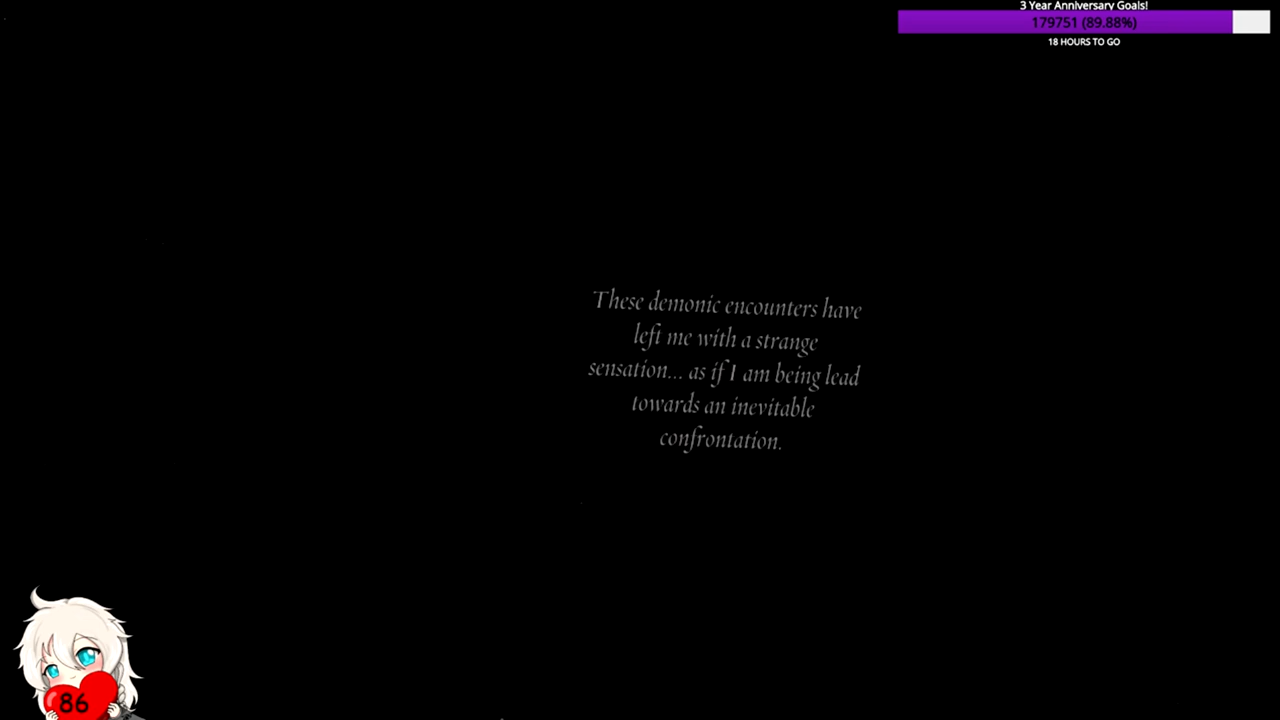 3 Year Anniversary Goals!
179751 (89.88%)
18 HOURS TO GO
These demonic encounters have
left me with a strange
sensation... as if I am being lead
towards an inevitable
confrontation.
86